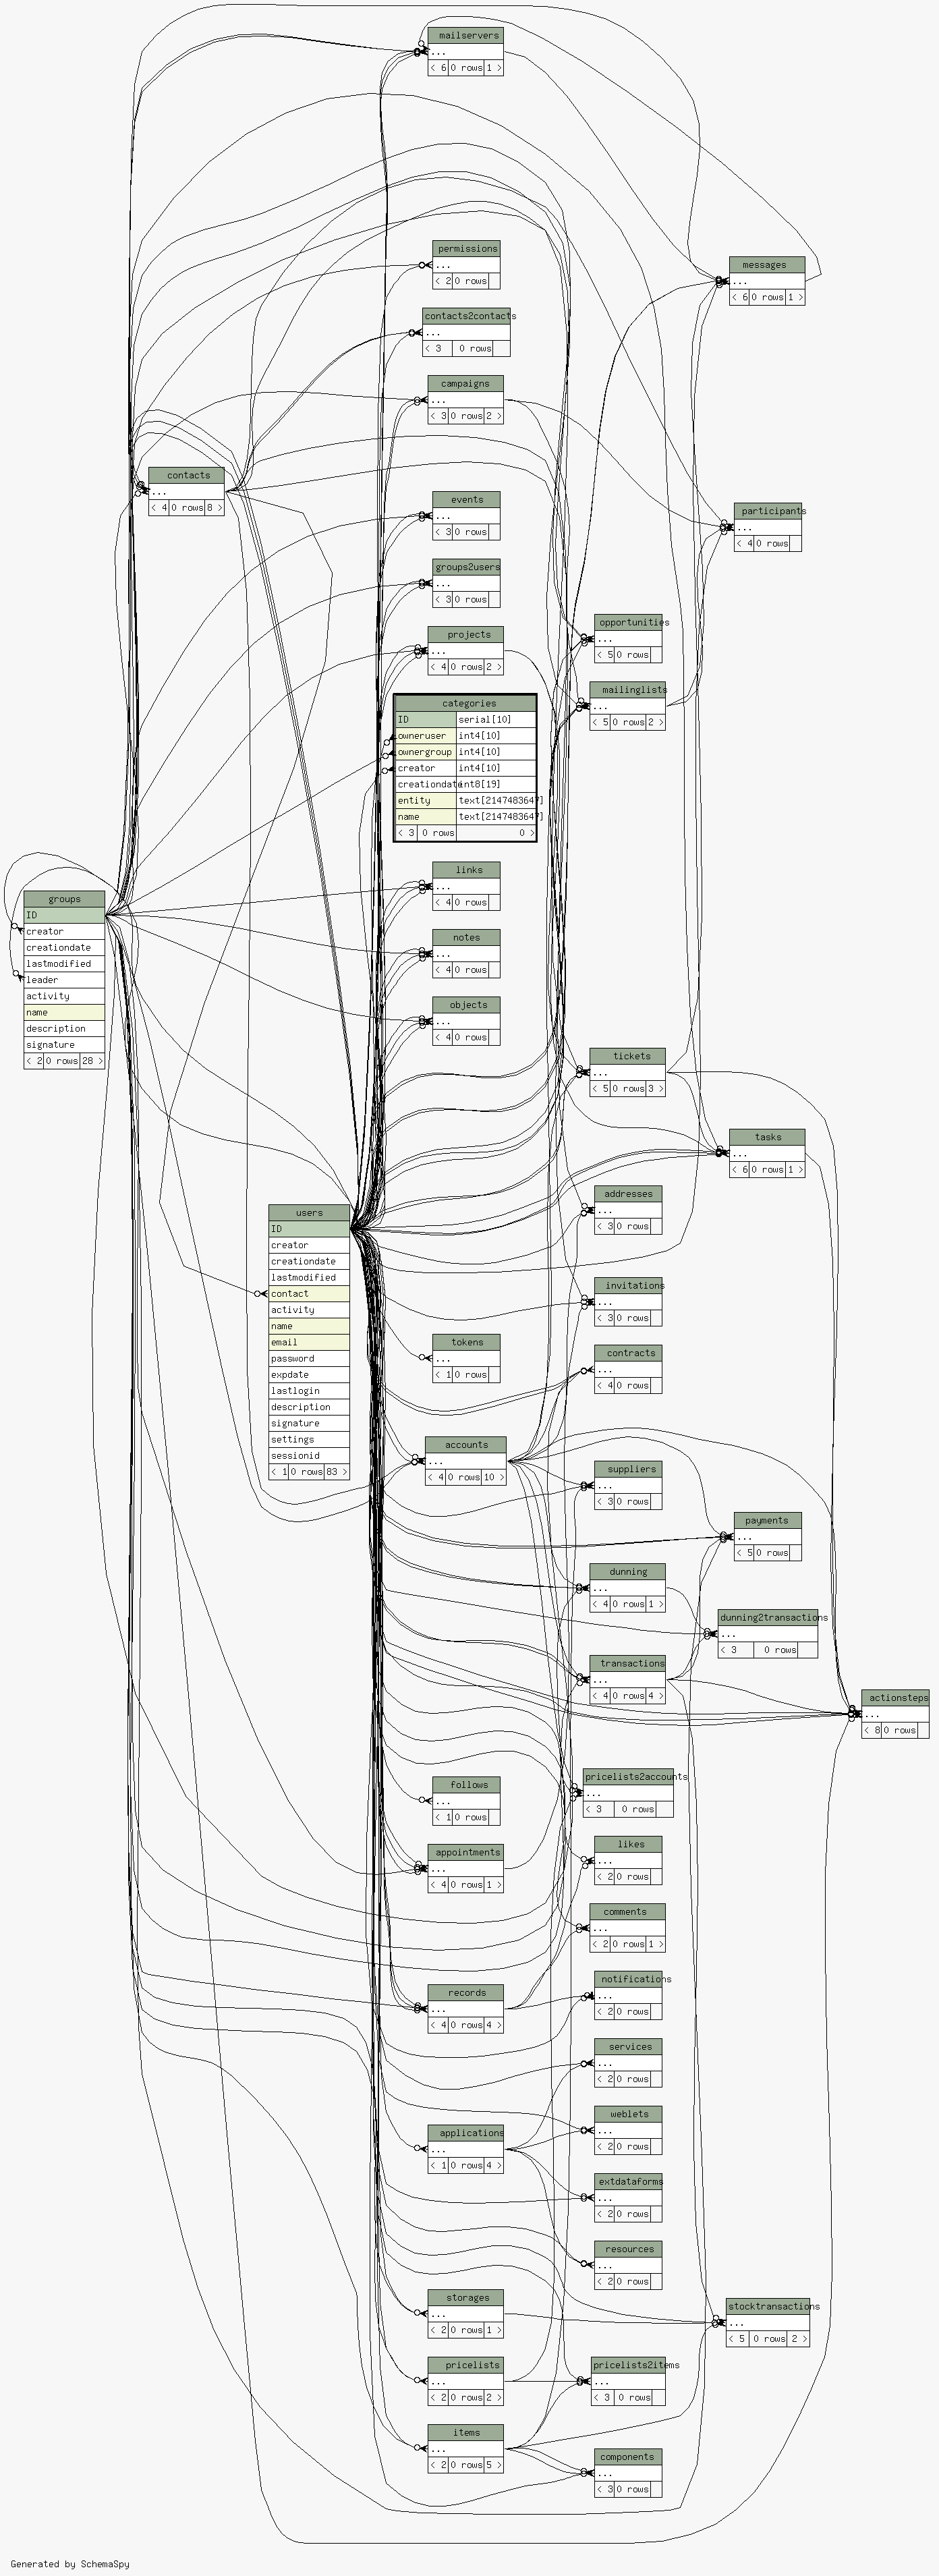 mailservers
...
< 6 0 rows 1 >
permissions
...
< 2 0 rows
messages
...
< 6 0 rows 1 >
contacts2contacts
...
< 3 0 rows
campaigns
...
< 3 0 rows 2 >
contacts
...
< 4 0 rows 8 >
events
...
< 3 0 rows
participants
...
< 4 0 rows
groups2users
...
< 3 0 rows
projects
...
< 4 0 rows 2 >
opportunities
...
< 5 0 rows
mailinglists
...
< 5 0 rows 2 >
categories
ID serial[10]
owneruser int4[10]
ownergroup int4[10]
creator int4[10]
creationdate int8[19]
entity text[2147483647]
name text[2147483647]
< 3 0 rows 0 >
links
...
< 4 0 rows
groups
ID
creator
creationdate
lastmodified
leader
activity
name
description
signature
< 2 0 rows 28 >
notes
...
< 4 0 rows
objects
...
< 4 0 rows
tickets
...
< 5 0 rows 3 >
tasks
...
< 6 0 rows 1 >
addresses
...
< 3 0 rows
users
ID
creator
creationdate
lastmodified
contact
activity
name
email
password
expdate
lastlogin
description
signature
settings
sessionid
< 1 0 rows 83 >
invitations
...
< 3 0 rows
tokens
...
< 1 0 rows
contracts
...
< 4 0 rows
accounts
...
< 4 0 rows 10 >
suppliers
...
< 3 0 rows
payments
...
< 5 0 rows
dunning
...
< 4 0 rows 1 >
dunning2transactions
...
< 3 0 rows
transactions
...
< 4 0 rows 4 >
actionsteps
...
< 8 0 rows
pricelists2accounts
...
< 3 0 rows
follows
...
< 1 0 rows
appointments
...
< 4 0 rows 1 >
likes
...
< 2 0 rows
comments
...
< 2 0 rows 1 >
records
...
< 4 0 rows 4 >
notifications
...
< 2 0 rows
services
...
< 2 0 rows
weblets
...
< 2 0 rows
applications
...
< 1 0 rows 4 >
extdataforms
...
< 2 0 rows
resources
...
< 2 0 rows
storages
...
< 2 0 rows 1 >
stocktransactions
...
< 5 0 rows 2 >
pricelists
...
< 2 0 rows 2 >
pricelists2items
...
< 3 0 rows
items
...
< 2 0 rows 5 >
components
...
< 3 0 rows
Generated by SchemaSpy